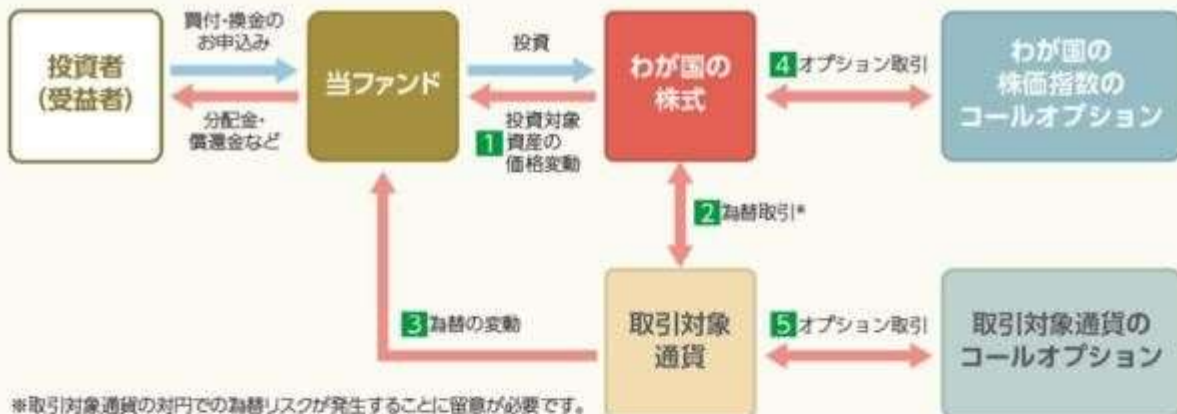 買付・換金の
お申込み
投資者
(受益者)
分配金・
償還金など
当ファンド
投資
1 投資対象
資産の
価格変動
わが国の
株式
4 オプション取引
わが国の
株価指数の
コールオプション
2 為替取引*
3 為替の変動
取引対象
通貨
5 オプション取引
取引対象通貨の
コールオプション
※取引対象通貨の対円での為替リスクが発生することに留意が必要です。